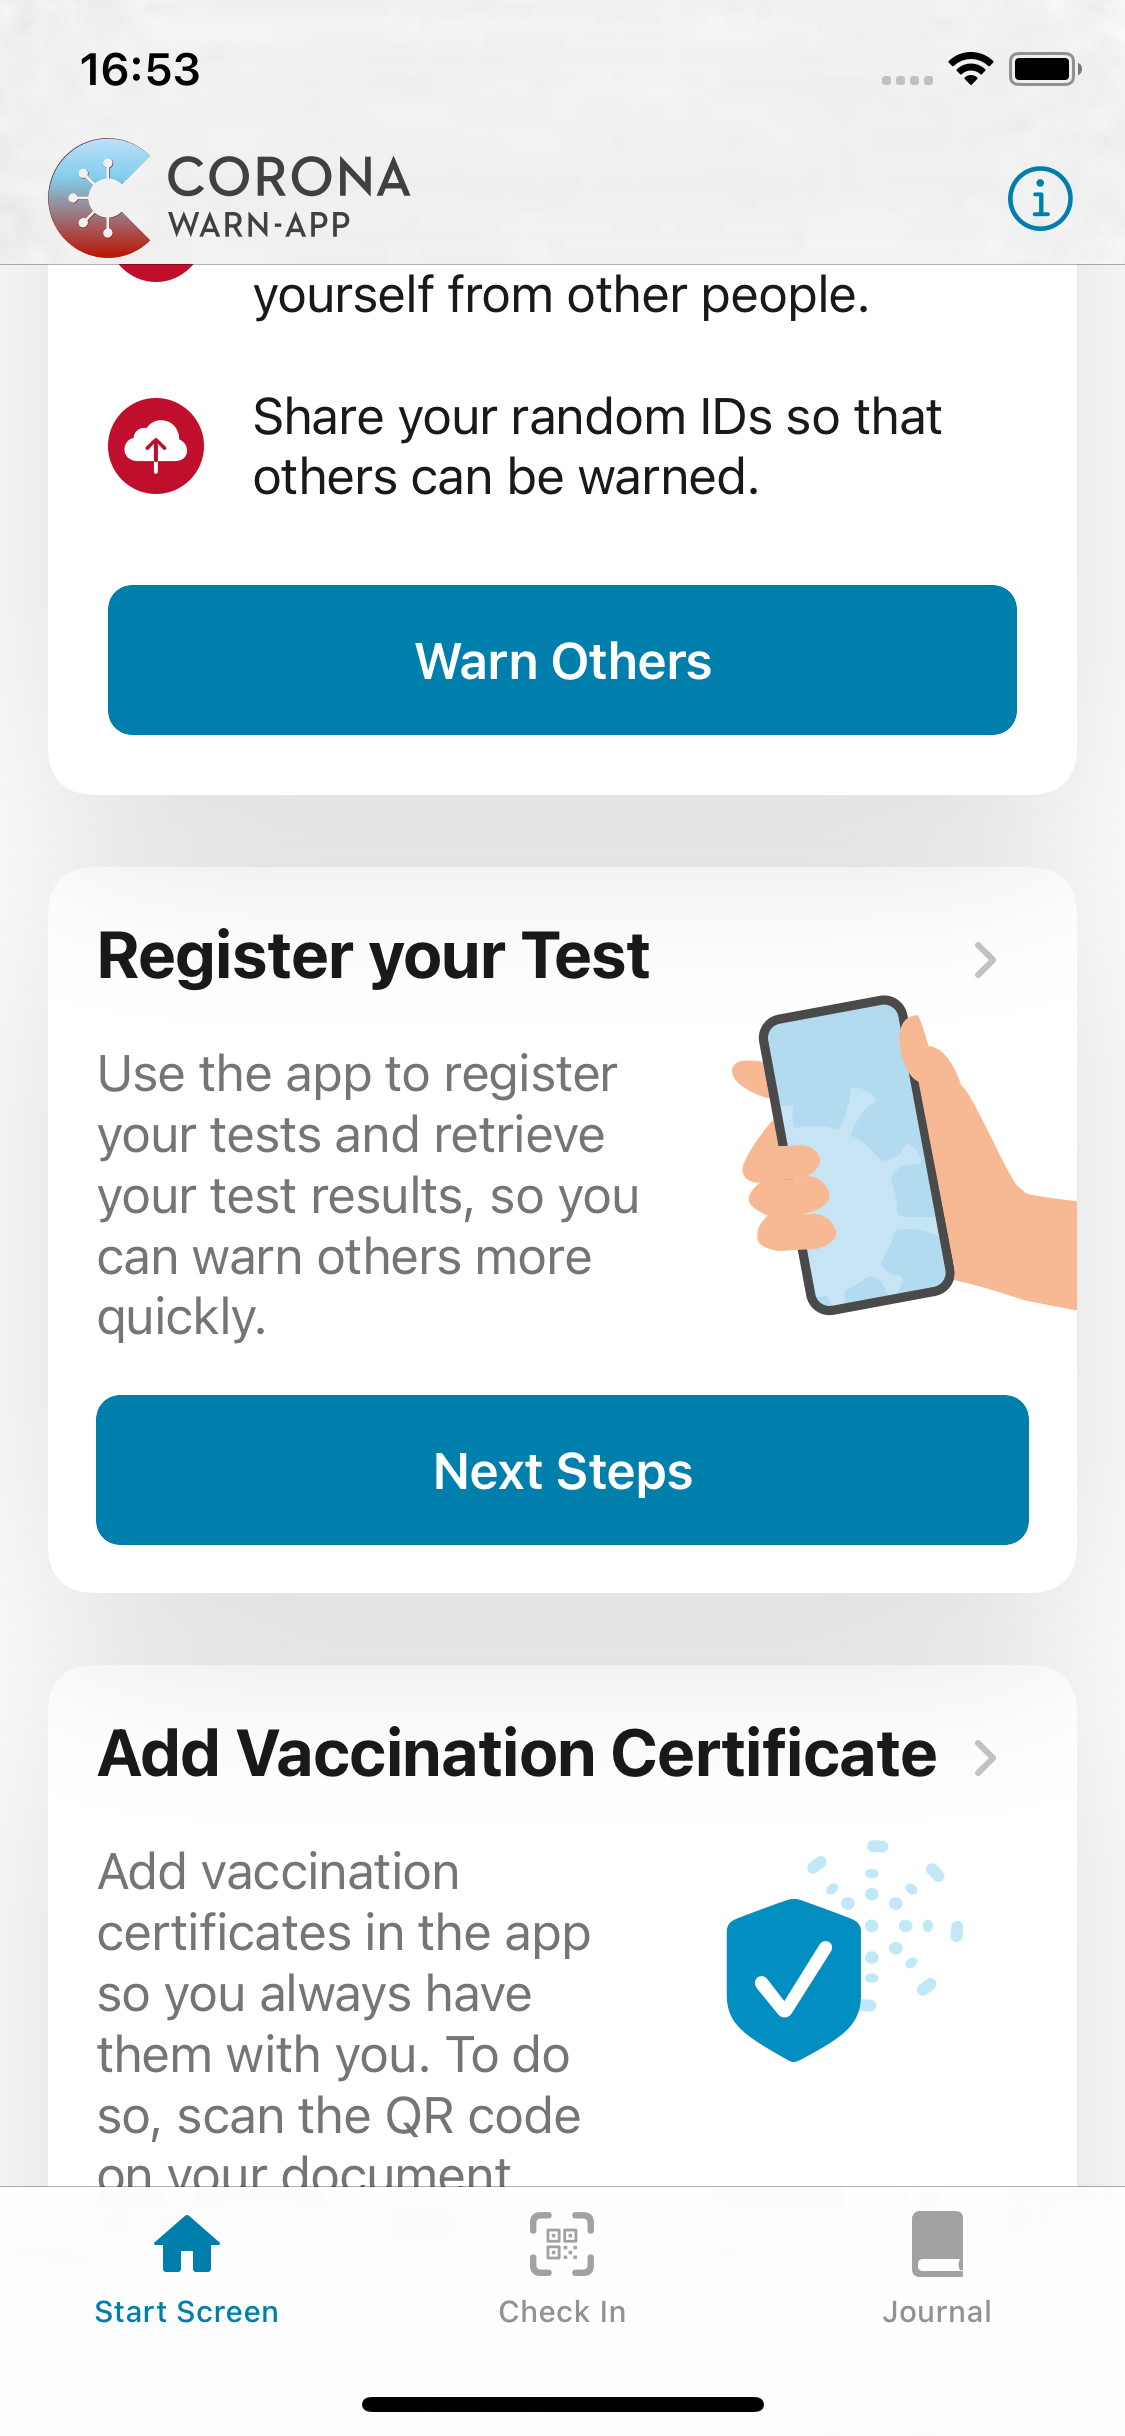 16:53
CORONA
WARN-APP
yourself from other people.
Share your random IDs so that
others can be warned.
Warn Others
Register your Test
Use the app to register
your tests and retrieve
your test results, so you
can warn others more
quickly.
Next Steps
Add Vaccination Certificate
Add vaccination
certificates in the app
so you always have
them with you. To do
so, scan the QR code
on your document
Start Screen
Check In
Journal